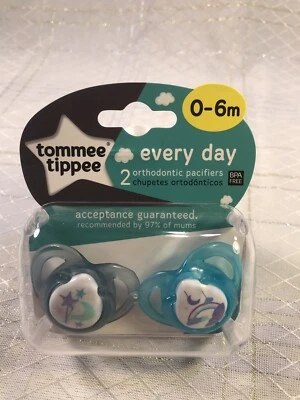 0-6m
tommee
tippee
every day
2 orthodontic pacifiers
chupetes ortodónticos
BPA
FREE
acceptance guaranteed.
recommended by 97% of mums